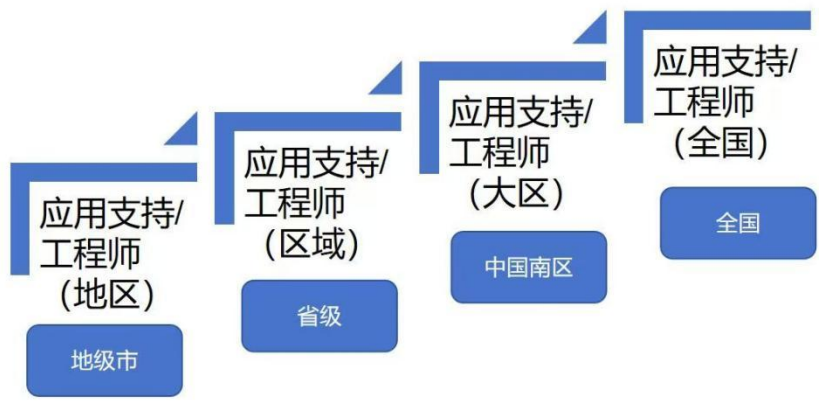 应用支持/
工程师
（地区）
地级市
应用支持/
工程师
（区域）
省级
应用支持/
工程师
（大区）
中国南区
应用支持/
工程师
（全国）
全国